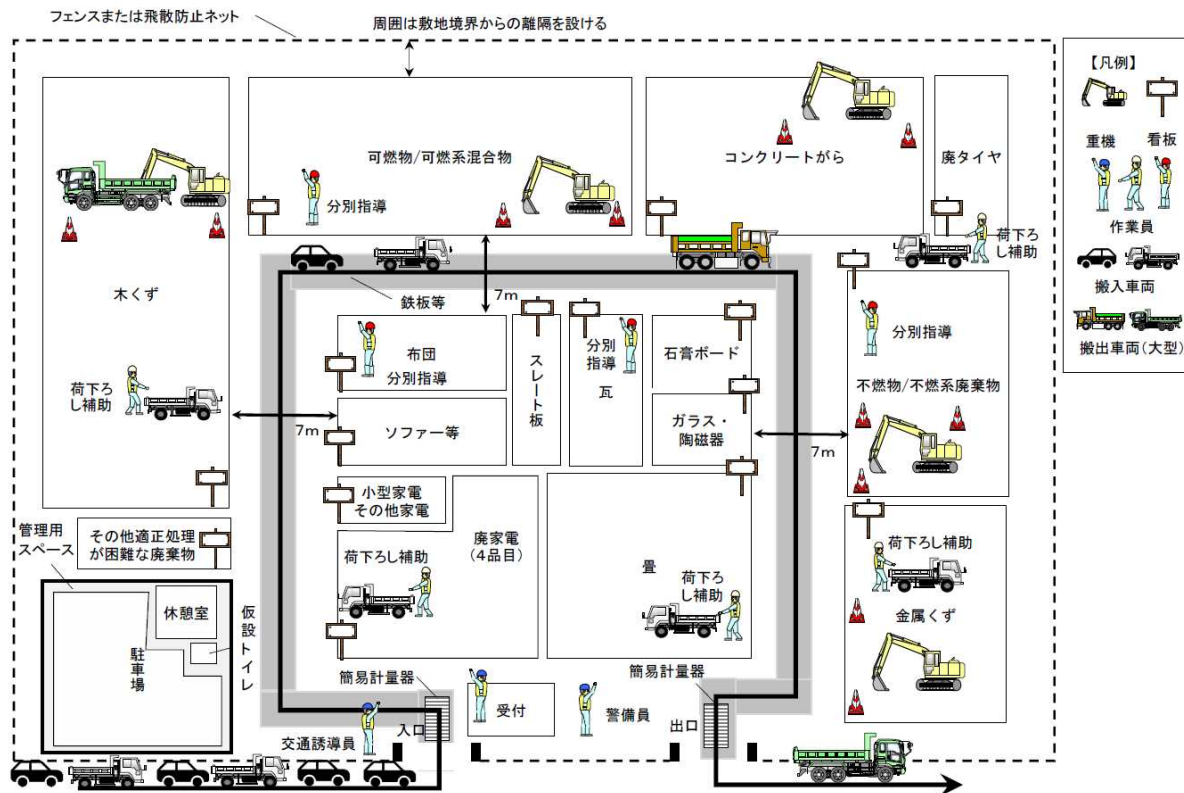 フェンスまたは飛散防止ネット
周囲は敷地境界からの離隔を設ける
【凡例】
重機
看板
作業員
搬入車両
搬出車両(大型)
可燃物/可燃系混合物
分別指導
コンクリートがら
廃タイヤ
荷下ろ
し補助
木くず
鉄板等
7m
布団
分別指導
スレート板
分別
指導
瓦
石膏ボード
分別指導
不燃物/不燃系廃棄物
荷下ろ
し補助
7m
ソファー等
ガラス・
陶磁器
7m
小型家電
その他家電
管理用
スペース
その他適正処理
が困難な廃棄物
廃家電
(4品目)
荷下ろし補助
畳
荷下ろ
し補助
荷下ろし補助
金属くず
休憩室
仮設トイレ
駐車場
簡易計量器
受付
警備員
簡易計量器
入口
出口
交通誘導員